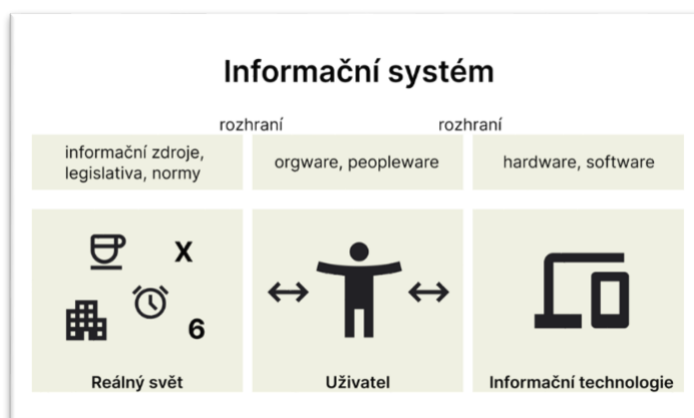 Informační systém
rozhraní
rozhraní
informační zdroje,
legislativa, normy
orgware, peopleware
hardware, software
X
6
Reálný svět
Uživatel
Informační technologie